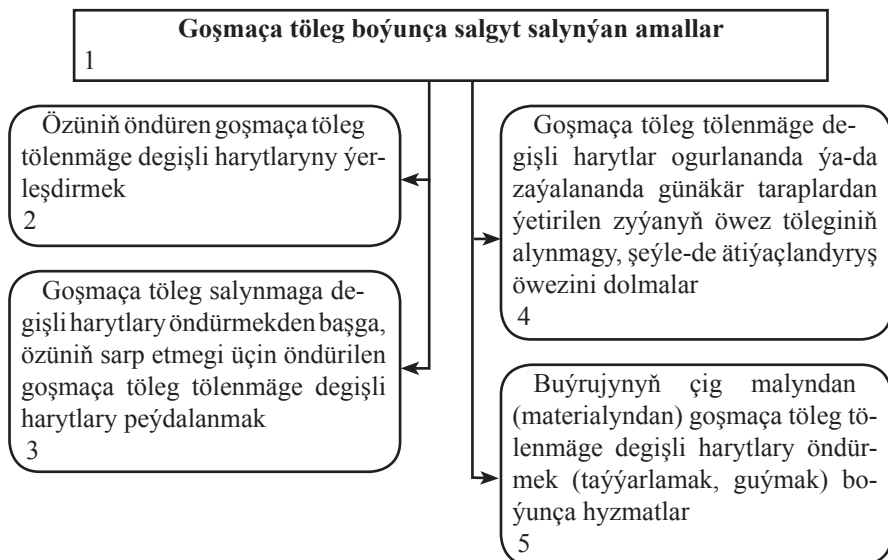 Goşmaça töleg boýunça salgyt salynýan amallar
1
Özüniň öndüren goşmaça töleg
tölenmäge degişli harytlaryny ýer-
leşdirmek
2
Goşmaça töleg salynmaga de-
gişli harytlary öndürmekden başga,
özüniň sarp etmegi üçin öndürilen
goşmaça töleg tölenmäge degişli
harytlary peýdalanmak
3
Goşmaça töleg tölenmäge de-
gişli harytlar ogurlananda ýa-da
zaýalananda günäkär taraplardan
ýetirilen zyýanyň öwez töleginiň
alynmagy, şeýle-de ätiýaçlandyryş
öwezini dolmalar
4
Buýrujynyň çig malyndan
(materialyndan) goşmaça töleg tö-
lenmäge degişli harytlary öndür-
mek (taýýarlamak, guýmak) bo-
ýunça hyzmatlar
5